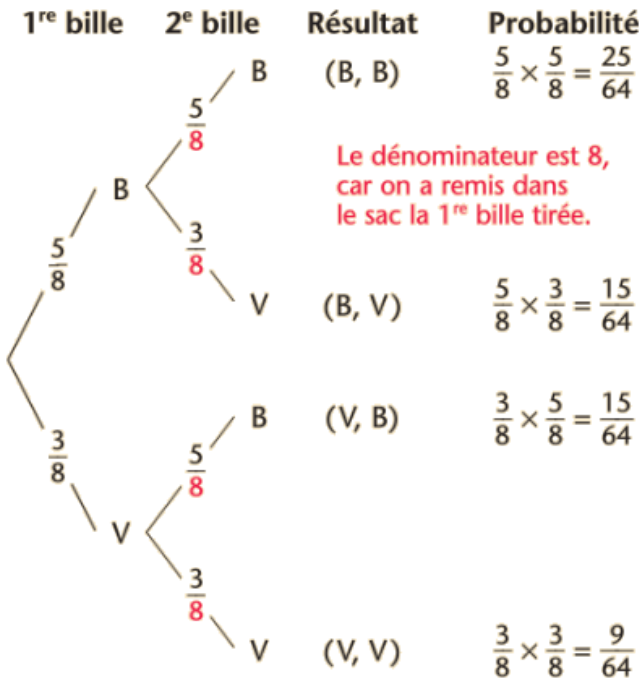 1re bille 2e bille Résultat Probabilité
B (B, B) 5/8 × 5/8 = 25/64
5/8
Le dénominateur est 8,
car on a remis dans
le sac la 1re bille tirée.
B
3/8
5/8
V (B, V) 5/8 × 3/8 = 15/64
B (V, B) 3/8 × 5/8 = 15/64
3/8
5/8
V
3/8
V (V, V) 3/8 × 3/8 = 9/64